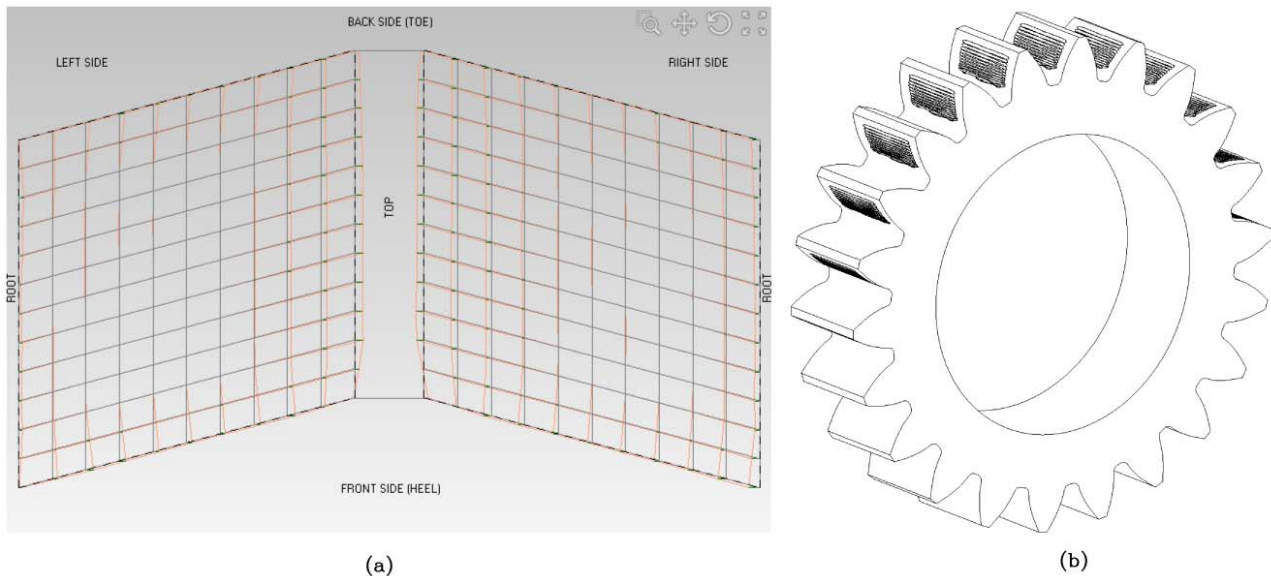 BACK SIDE (TOE)
LEFT SIDE
RIGHT SIDE
TOP
ROOT
ROOT
FRONT SIDE (HEEL)
(a)
(b)